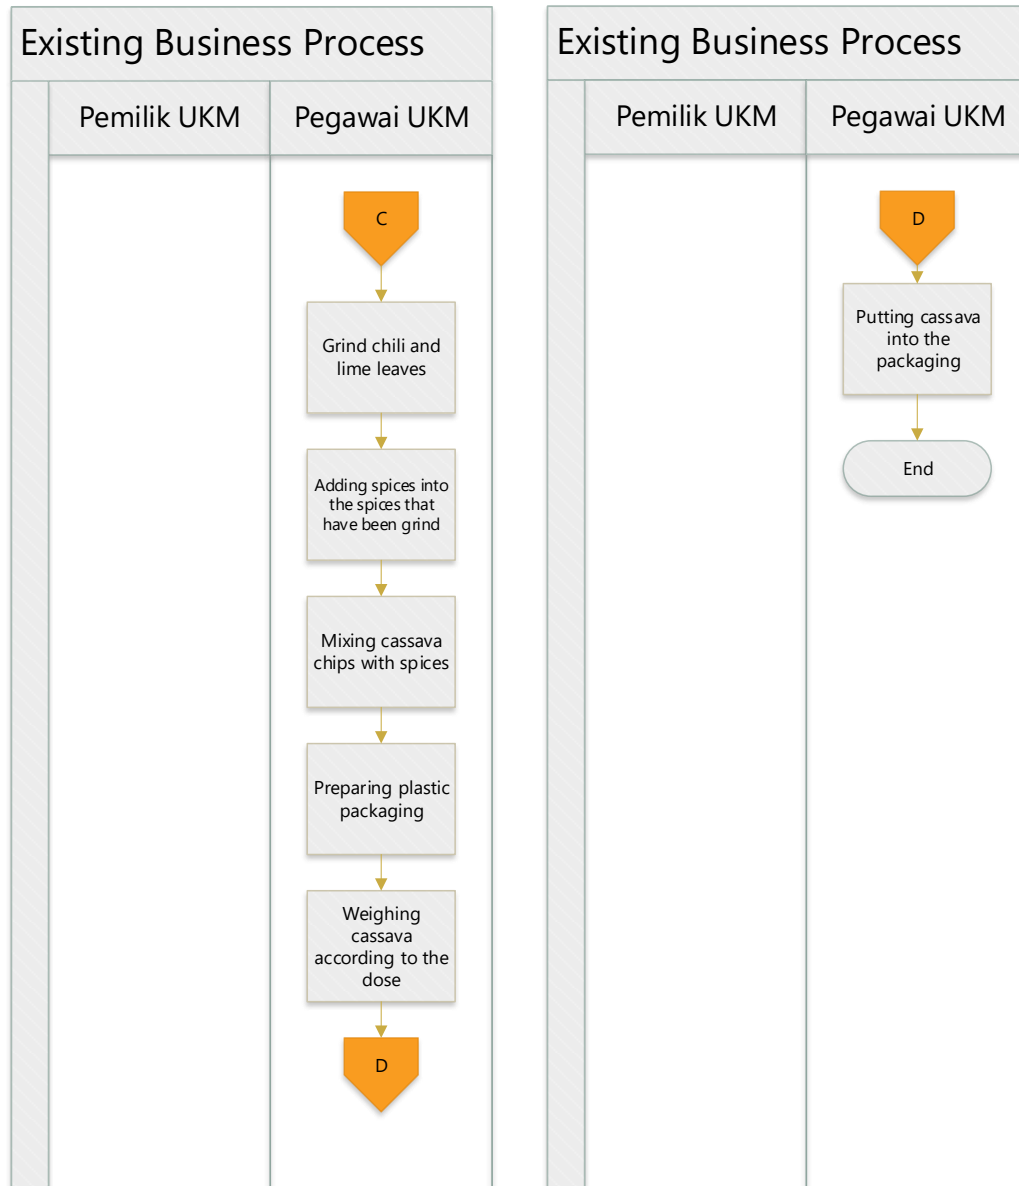 Existing Business Process
Pemilik UKM
Pegawai UKM
C
Grind chili and
lime leaves
Adding spices into
the spices that
have been grind
Mixing cassava
chips with spices
Preparing plastic
packaging
Weighing
cassava
according to the
dose
D
Existing Business Process
Pemilik UKM
Pegawai UKM
D
Putting cassava
into the
packaging
End